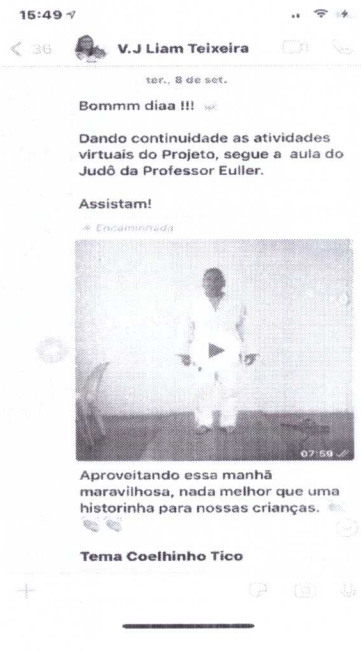 15:49
36
V.J Liam Teixeira
ter., 8 de set.
Bommm diaa !!!
Dando continuidade as atividades
virtuais do Projeto, segue a aula do
Judô da Professor Euller.
Assistam!
Encaminhada
07:59
Aproveitando essa manhã
maravilhosa, nada melhor que uma
historinha para nossas crianças.
Tema Coelhinho Tico